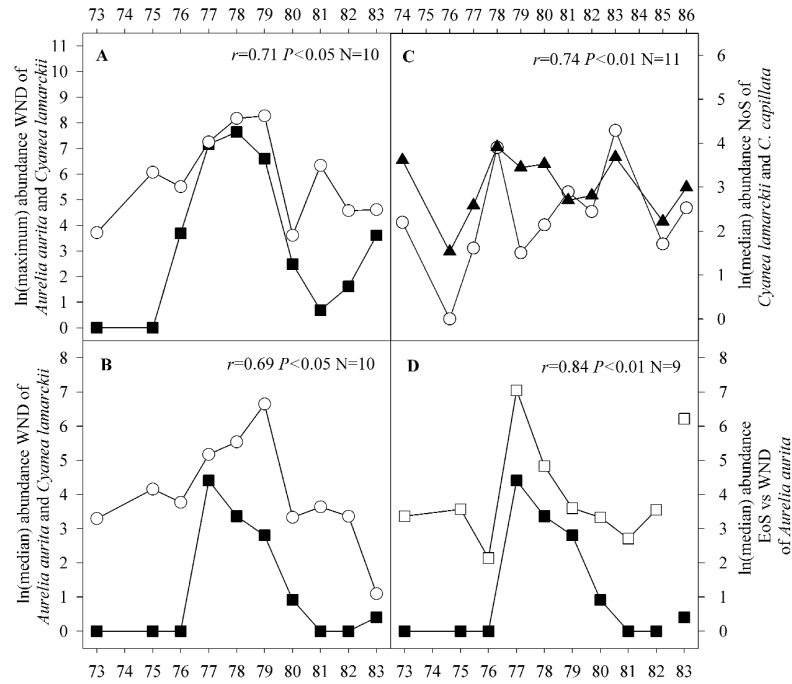 73 74 75 76 77 78 79 80 81 82 83
74 75 76 77 78 79 80 81 82 83 85 86
A
r=0.71 P<0.05 N=10
11
10
9
8
7
6
5
4
3
2
1
0
ln(maximum) abundance WND of
Aurelia aurita and Cyanea lamarckii
C
r=0.74 P<0.01 N=11
6
5
4
3
2
1
0
ln(median) abundance NoS of
Cyanea lamarckii and C. capillata
B
r=0.69 P<0.05 N=10
8
7
6
5
4
3
2
1
0
ln(median) abundance WND of
Aurelia aurita and Cyanea lamarckii
D
r=0.84 P<0.01 N=9
8
7
6
5
4
3
2
1
0
ln(median) abundance
EoS vs WND
of Aurelia aurita
73 74 75 76 77 78 79 80 81 82 83
73 74 75 76 77 78 79 80 81 82 83